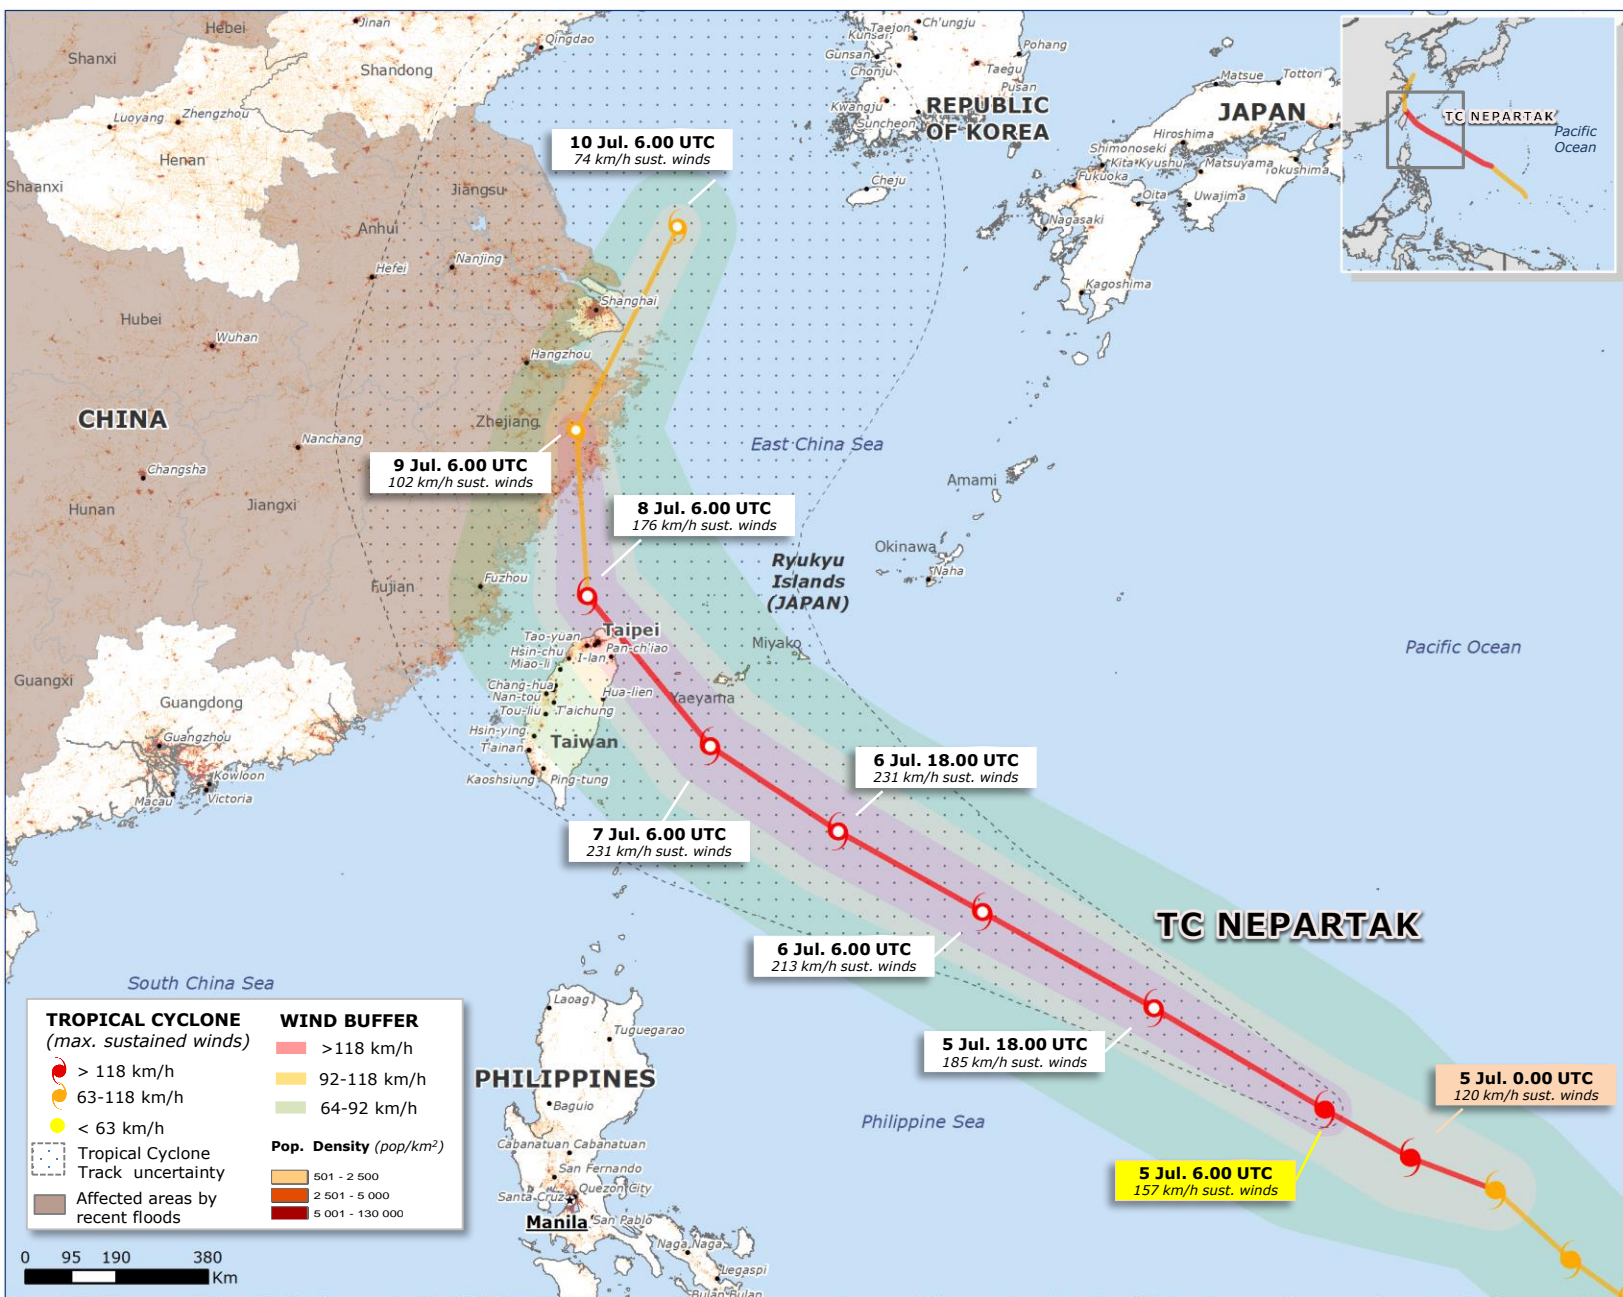 Hebei
Jinan
Shanxi
Qingdao
Shandong
Luoyang
Zhengzhou
Henan
Shaanxi
Jiangsu
Anhui
Nanjing
Hefei
Shanghai
Hubei
Wuhan
Hangzhou
CHINA
Zhejiang
Nanchang
Changsha
Hunan
Jiangxi
Fujian
Fuzhou
Guangxi
Guangdong
Guangzhou
Kowloon
Macau
Victoria
Taejon
Ch'ungju
Kunsan
Gunsan
Pohang
Chonju
Taegu
Pusan
Kwangju
REPUBLIC
OF KOREA
Suncheon
Cheju
Matsue
Tottori
JAPAN
Hiroshima
Shimonoseki
Kita Kyushu
Matsuyama
Tokushima
Fukuoka
Oita
Uwajima
Nagasaki
Kagoshima
TC NEPARTAK
Pacific
Ocean
10 Jul. 6.00 UTC
74 km/h sust. winds
9 Jul. 6.00 UTC
102 km/h sust. winds
East China Sea
Amami
8 Jul. 6.00 UTC
176 km/h sust. winds
Okinawa
Naha
Ryukyu
Islands
(JAPAN)
Miyako
Yaeyama
Pacific Ocean
Taipei
Tao-yüan
Pan-ch'iao
Hsin-chu
I-lan
Miao-li
Chang-hua
Nan-tou
Hua-lien
Tou-liu
T'aichung
Hsin-ying
Taiwan
T'ainan
Kaoshsiung
Ping-tung
6 Jul. 18.00 UTC
231 km/h sust. winds
7 Jul. 6.00 UTC
231 km/h sust. winds
TC NEPARTAK
6 Jul. 6.00 UTC
213 km/h sust. winds
5 Jul. 18.00 UTC
185 km/h sust. winds
5 Jul. 0.00 UTC
120 km/h sust. winds
5 Jul. 6.00 UTC
157 km/h sust. winds
South China Sea
Philippine Sea
Laoag
Tuguegarao
PHILIPPINES
Baguio
Cabanatuan Cabanatuan
San Fernando
Santa Cruz
Quezon City
Manila
San Pablo
Naga Naga
Legaspi
Bulan Bulan
TROPICAL CYCLONE
(max. sustained winds)
> 118 km/h
63-118 km/h
< 63 km/h
Tropical Cyclone
Track uncertainty
Affected areas by
recent floods
WIND BUFFER
>118 km/h
92-118 km/h
64-92 km/h
Pop. Density (pop/km²)
501 - 2 500
2 501 - 5 000
5 001 - 130 000
0 95 190 380
Km